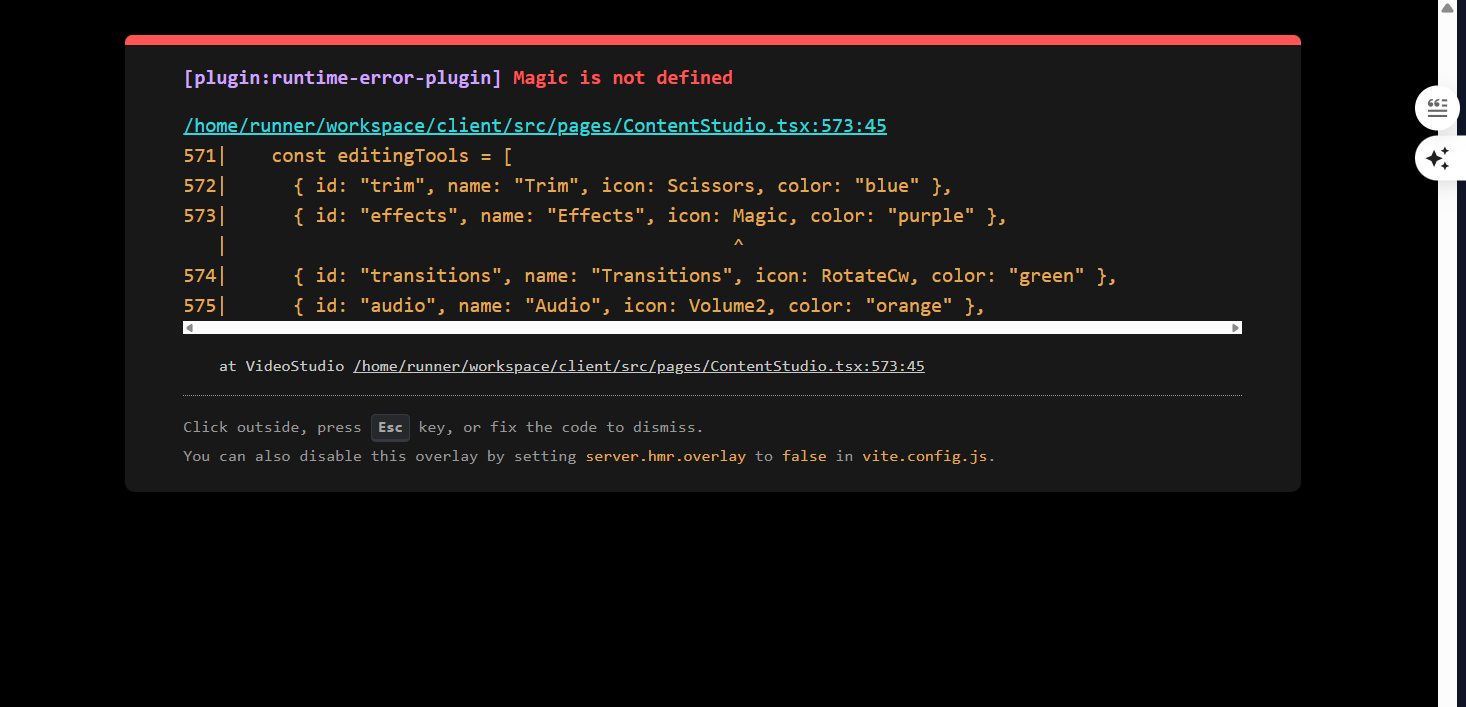 [plugin:runtime-error-plugin] Magic is not defined
/home/runner/workspace/client/src/pages/ContentStudio.tsx:573:45
571|    const editingTools = [
572|      { id: "trim", name: "Trim", icon: Scissors, color: "blue" },
573|      { id: "effects", name: "Effects", icon: Magic, color: "purple" },
   |                                              ^
574|      { id: "transitions", name: "Transitions", icon: RotateCw, color: "green" },
575|      { id: "audio", name: "Audio", icon: Volume2, color: "orange" },
at VideoStudio /home/runner/workspace/client/src/pages/ContentStudio.tsx:573:45
Click outside, press Esc key, or fix the code to dismiss.
You can also disable this overlay by setting server.hmr.overlay to false in vite.config.js.